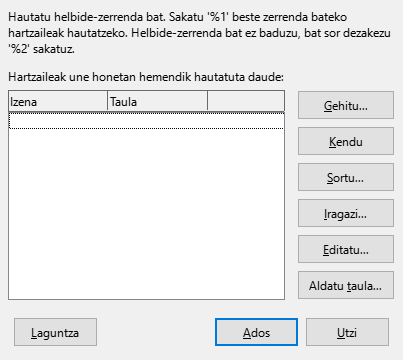 Hautatu helbide-zerrenda bat. Sakatu '%1' beste zerrenda bateko
hartzaileak hautatzeko. Helbide-zerrenda bat ez baduzu, bat sor dezakezu
'%2' sakatuz.
Hartzaileak une honetan hemendik hautatuta daude:
Izena Taula
Gehitu...
Kendu
Sortu...
Iragazi...
Editatu...
Aldatu taula...
Laguntza Ados Utzi